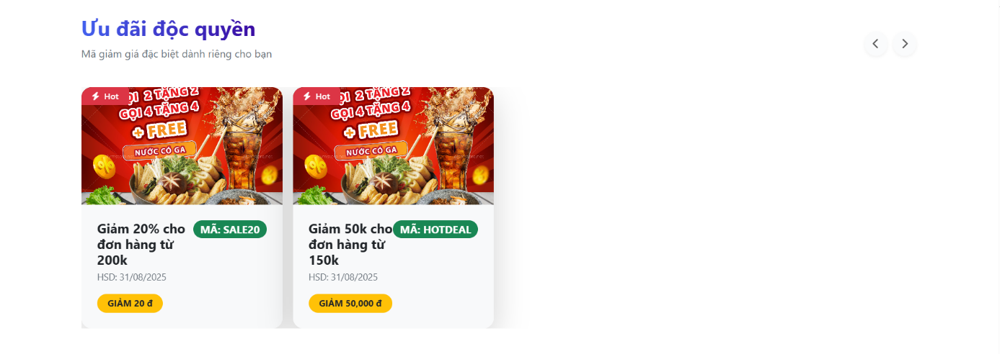 Ưu đãi độc quyền
Mã giảm giá đặc biệt dành riêng cho bạn
Hot
2 TẶNG 2
GỌI 4 TẶNG 4
+ FREE
NƯỚC CÓ GA
Giảm 20% cho
đơn hàng từ
200k
MÃ: SALE20
HSD: 31/08/2025
GIẢM 20 đ
Hot
2 TẶNG 2
GỌI 4 TẶNG 4
+ FREE
NƯỚC CÓ GA
Giảm 50k cho
đơn hàng từ
150k
MÃ: HOTDEAL
HSD: 31/08/2025
GIẢM 50,000 đ